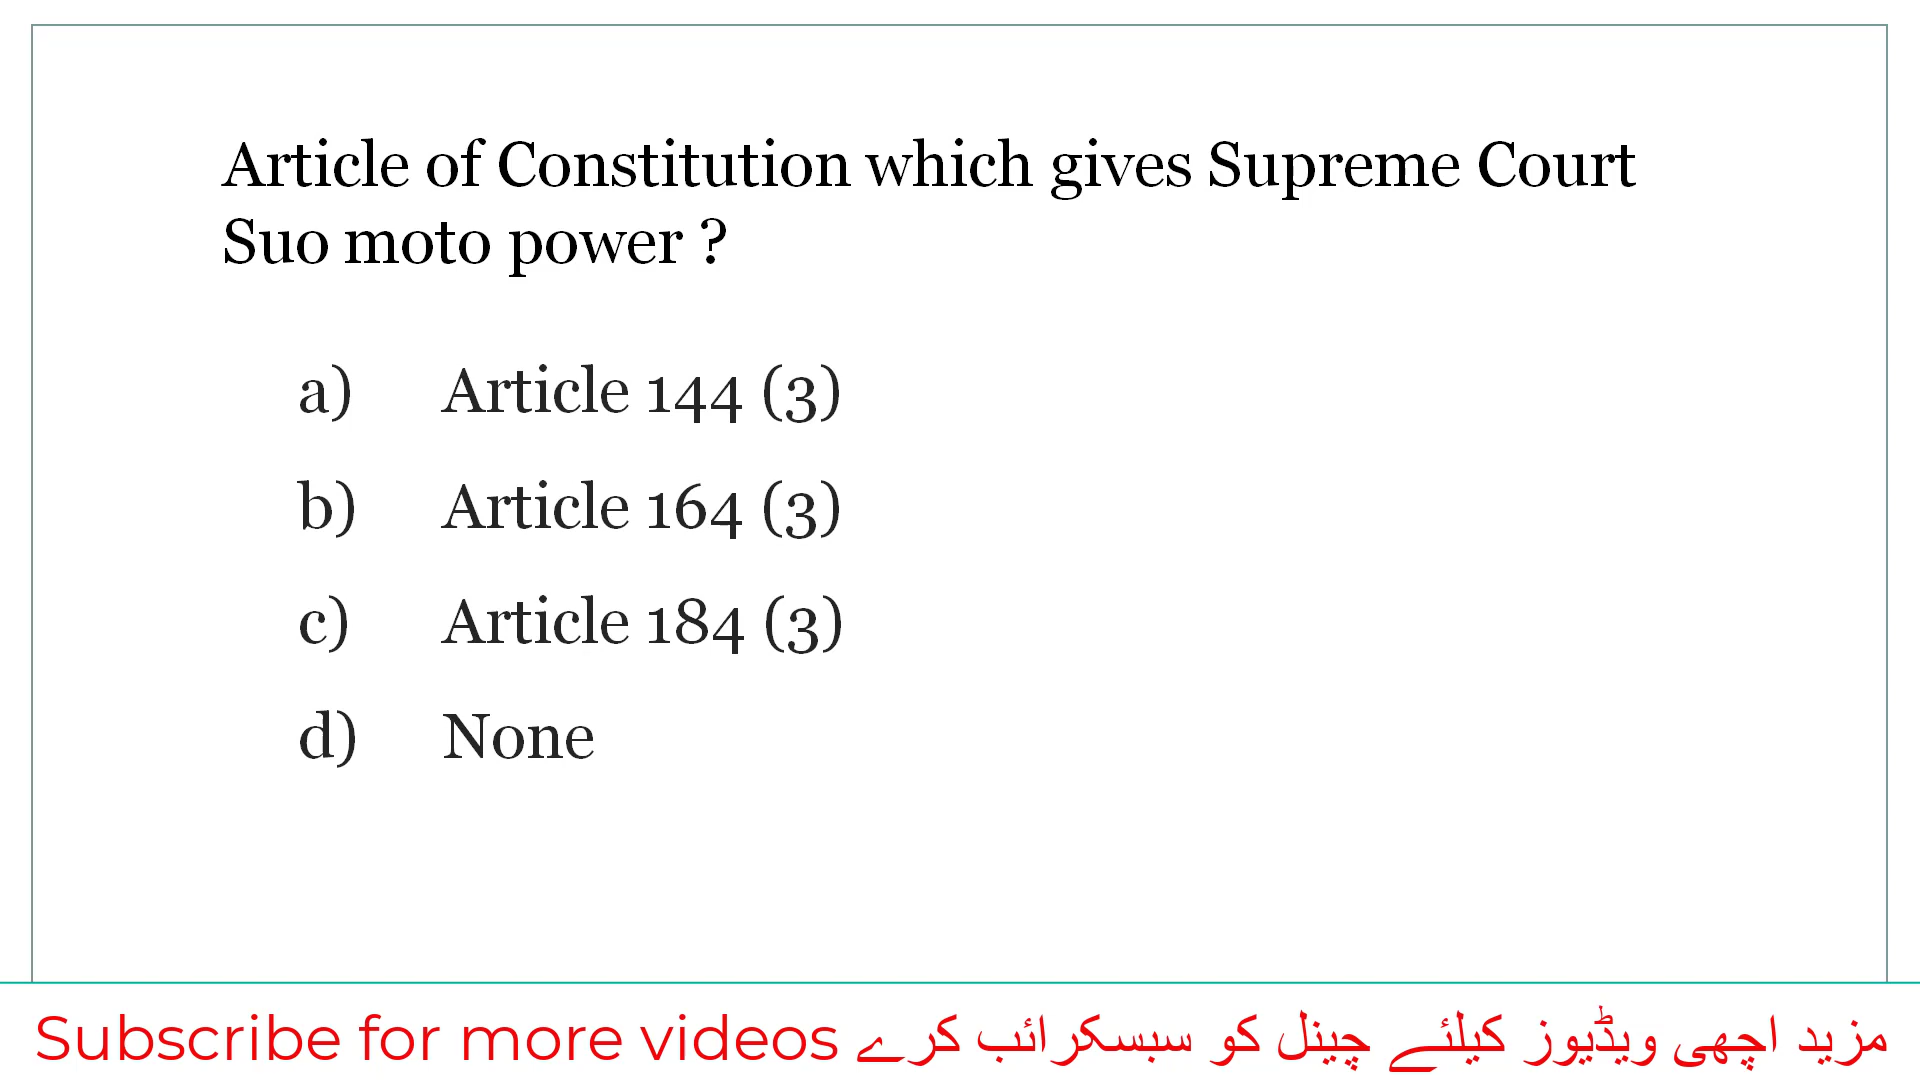 Article of Constitution which gives Supreme Court
Suo moto power ?
a) Article 144 (3)
b) Article 164 (3)
c) Article 184 (3)
d) None
Subscribe for more videos مزید اچھی ویڈیوز کیلئے چینل کو سبسکرائب کرے